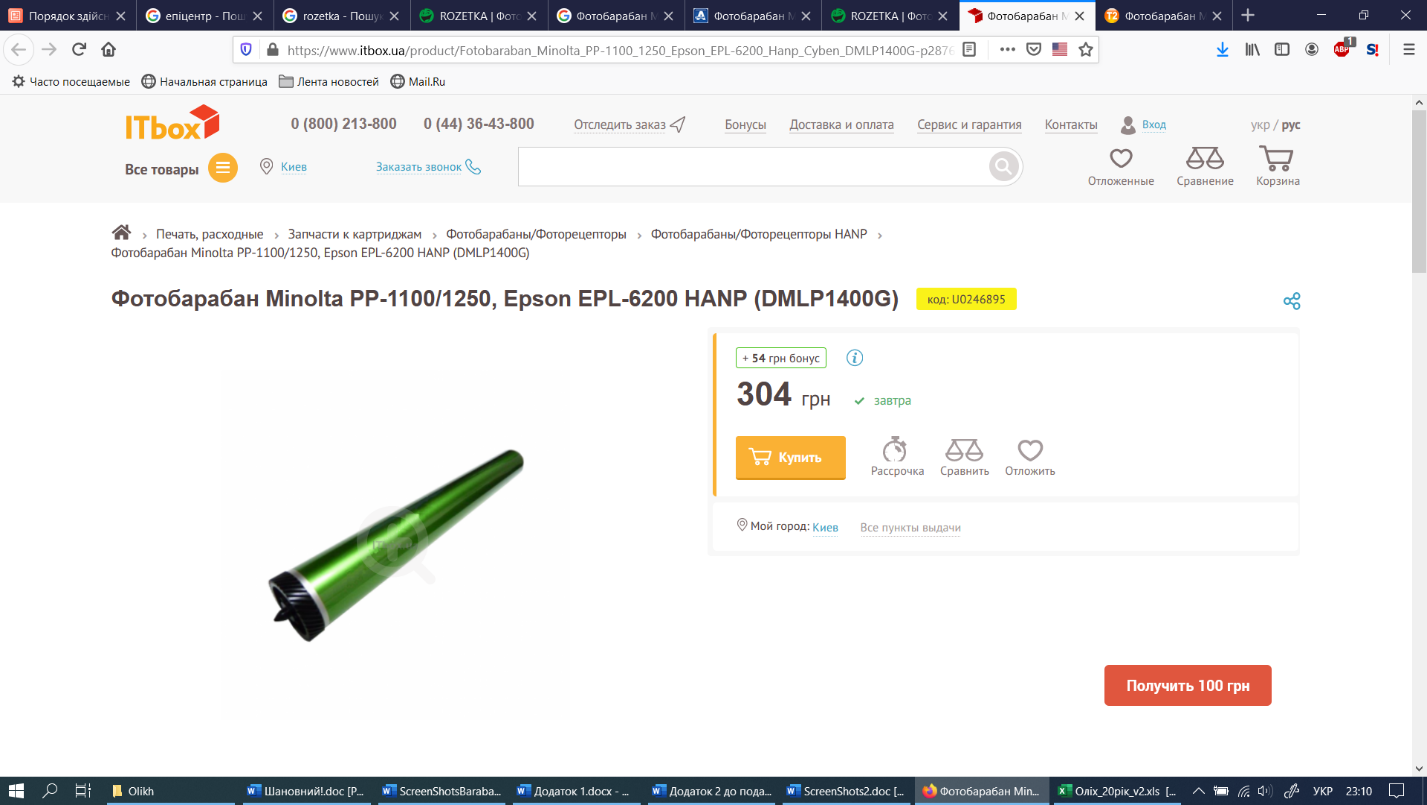 Порядок здійсн
епіцентр - Пош
rozetka - Пошук
ROZETKA | Фото
Фотобарабан M
Фотобарабан M
ROZETKA | Фото
Фотобарабан M
Фотобарабан M
https://www.itbox.ua/product/Fotobaraban_Minolta_PP-1100_1250_Epson_EPL-6200_Hanp_Cyben_DMLP1400G-p2876
ABP 1
S!
Часто посещаемые
Начальная страница
Лента новостей
Mail.Ru
ITbox
0 (800) 213-800
0 (44) 36-43-800
Отследить заказ
Бонусы
Доставка и оплата
Сервис и гарантия
Контакты
Вход
укр / рус
Все товары
Киев
Заказать звонок
Отложенные
Сравнение
Корзина
Печать, расходные › Запчасти к картриджам › Фотобарабаны/Фоторецепторы › Фотобарабаны/Фоторецепторы HANP ›
Фотобарабан Minolta PP-1100/1250, Epson EPL-6200 HANP (DMLP1400G)
Фотобарабан Minolta PP-1100/1250, Epson EPL-6200 HANP (DMLP1400G)
код: U0246895
+ 54 грн бонус
304 грн
завтра
Купить
Рассрочка
Сравнить
Отложить
Мой город: Киев
Все пункты выдачи
Получить 100 грн
Olikh
Шановний!.doc [P...
ScreenShotsBaraba...
Додаток 1.docx - ...
Додаток 2 до пода...
ScreenShots2.doc [...
Фотобарабан Min...
Оліх_20рік_v2.xls [...
УКР
23:10